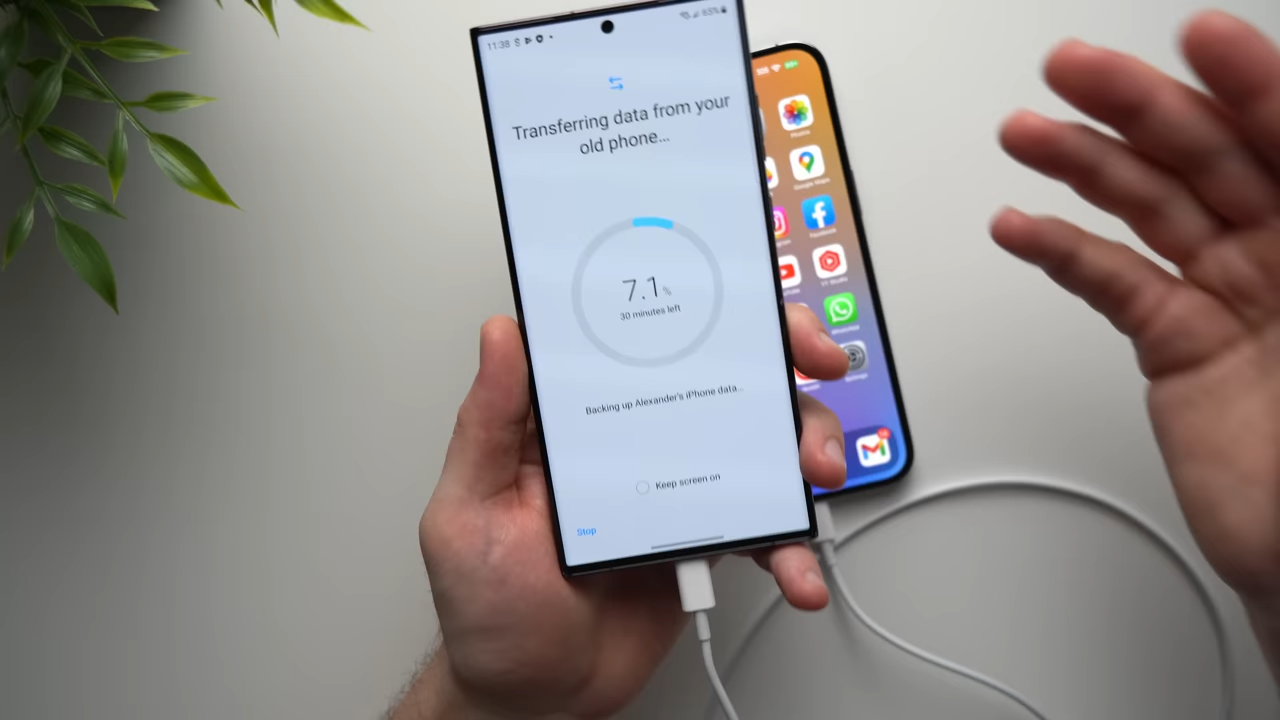 11:38
63%
Transferring data from your
old phone...
7.1%
30 minutes left
Backing up Alexander's iPhone data...
Keep screen on
Stop
Photos
Google Maps
Facebook
YT Studio
WhatsApp
Settings